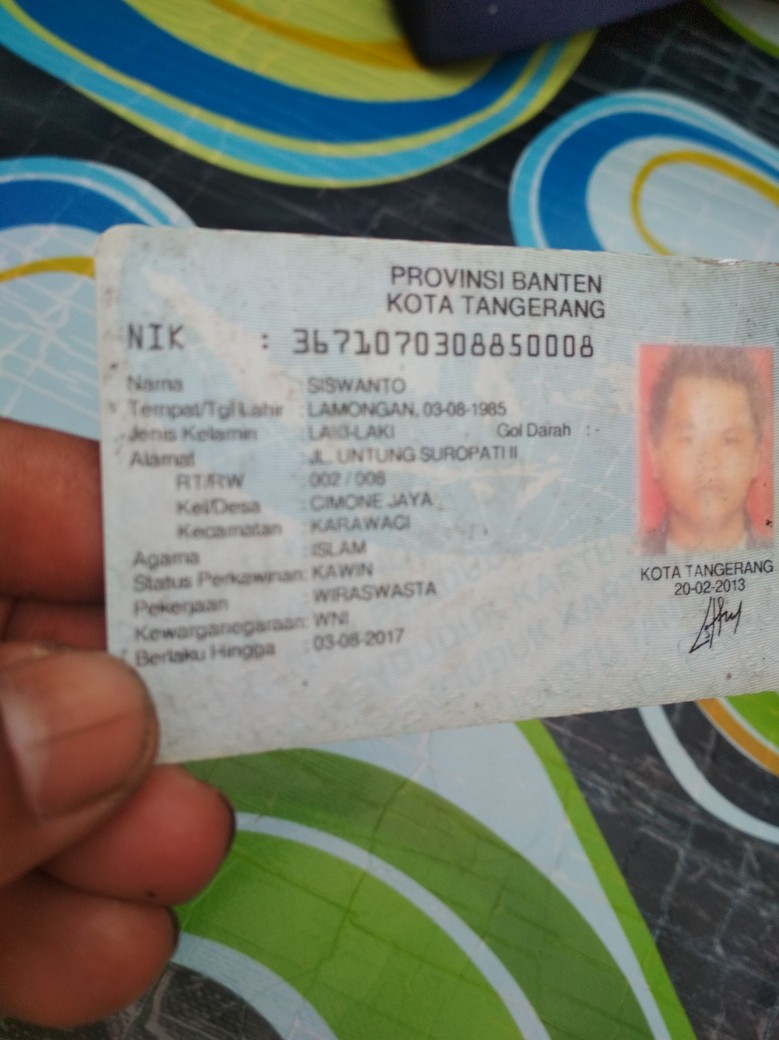 PROVINSI BANTEN
KOTA TANGERANG
NIK : 3671070308850008
Nama : SISWANTO
Tempat/Tgl Lahir : LAMONGAN, 03-08-1985
Jenis Kelamin : LAKI-LAKI Gol Darah : -
Alamat : JL. UNTUNG SUROPATI II
RT/RW : 002 / 008
Kel/Desa : CIMONE JAYA
Kecamatan : KARAWACI
Agama : ISLAM
Status Perkawinan: KAWIN
Pekerjaan : WIRASWASTA
Kewarganegaraan: WNI
Berlaku Hingga : 03-08-2017
KOTA TANGERANG
20-02-2013